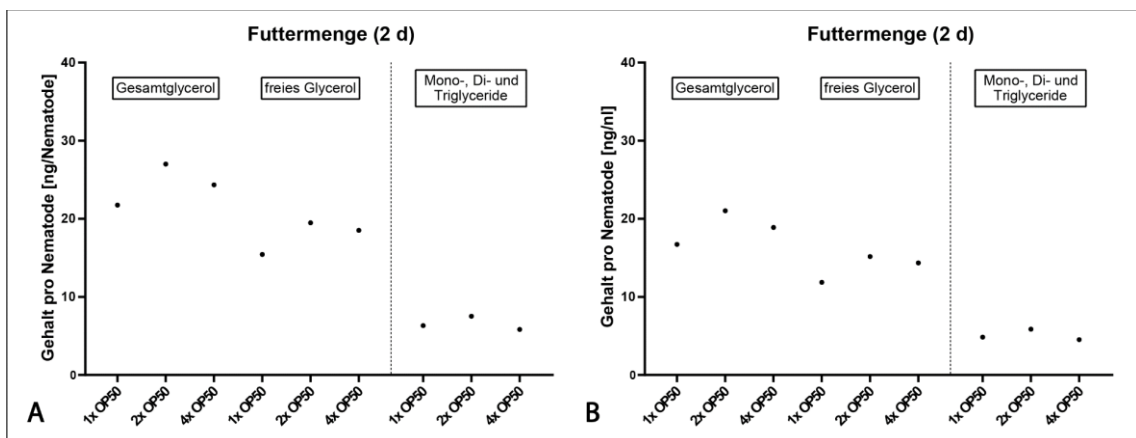 Futtermenge (2 d)
Gehalt pro Nematode [ng/Nematode]
40
30
20
10
0
Gesamtglycerol
freies Glycerol
Mono-, Di- und
Triglyceride
1x OP50
2x OP50
4x OP50
1x OP50
2x OP50
4x OP50
1x OP50
2x OP50
4x OP50
A
Futtermenge (2 d)
Gehalt pro Nematode [ng/nl]
40
30
20
10
0
Gesamtglycerol
freies Glycerol
Mono-, Di- und
Triglyceride
1x OP50
2x OP50
4x OP50
1x OP50
2x OP50
4x OP50
1x OP50
2x OP50
4x OP50
B